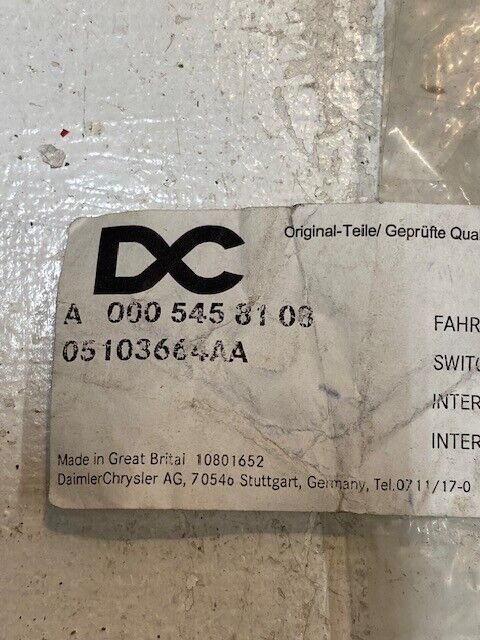 DC
Original-Teile/ Geprüfte Qua
A 000 545 81 08
05103664AA
FAHR
SWITC
INTER
INTER
Made in Great Britai 10801652
DaimlerChrysler AG, 70546 Stuttgart, Germany, Tel.0711/17-0